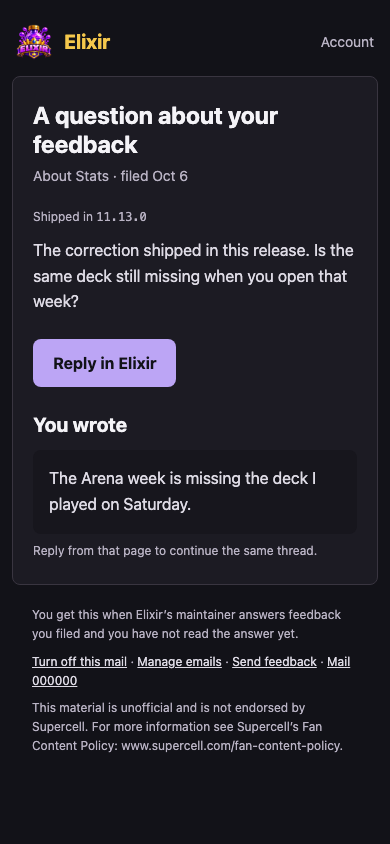 ELIXIR
Elixir
Account
A question about your
feedback
About Stats · filed Oct 6
Shipped in 11.13.0
The correction shipped in this release. Is the
same deck still missing when you open that
week?
Reply in Elixir
You wrote
The Arena week is missing the deck I
played on Saturday.
Reply from that page to continue the same thread.
You get this when Elixir’s maintainer answers feedback
you filed and you have not read the answer yet.
Turn off this mail · Manage emails · Send feedback · Mail
000000
This material is unofficial and is not endorsed by
Supercell. For more information see Supercell’s Fan
Content Policy: www.supercell.com/fan-content-policy.